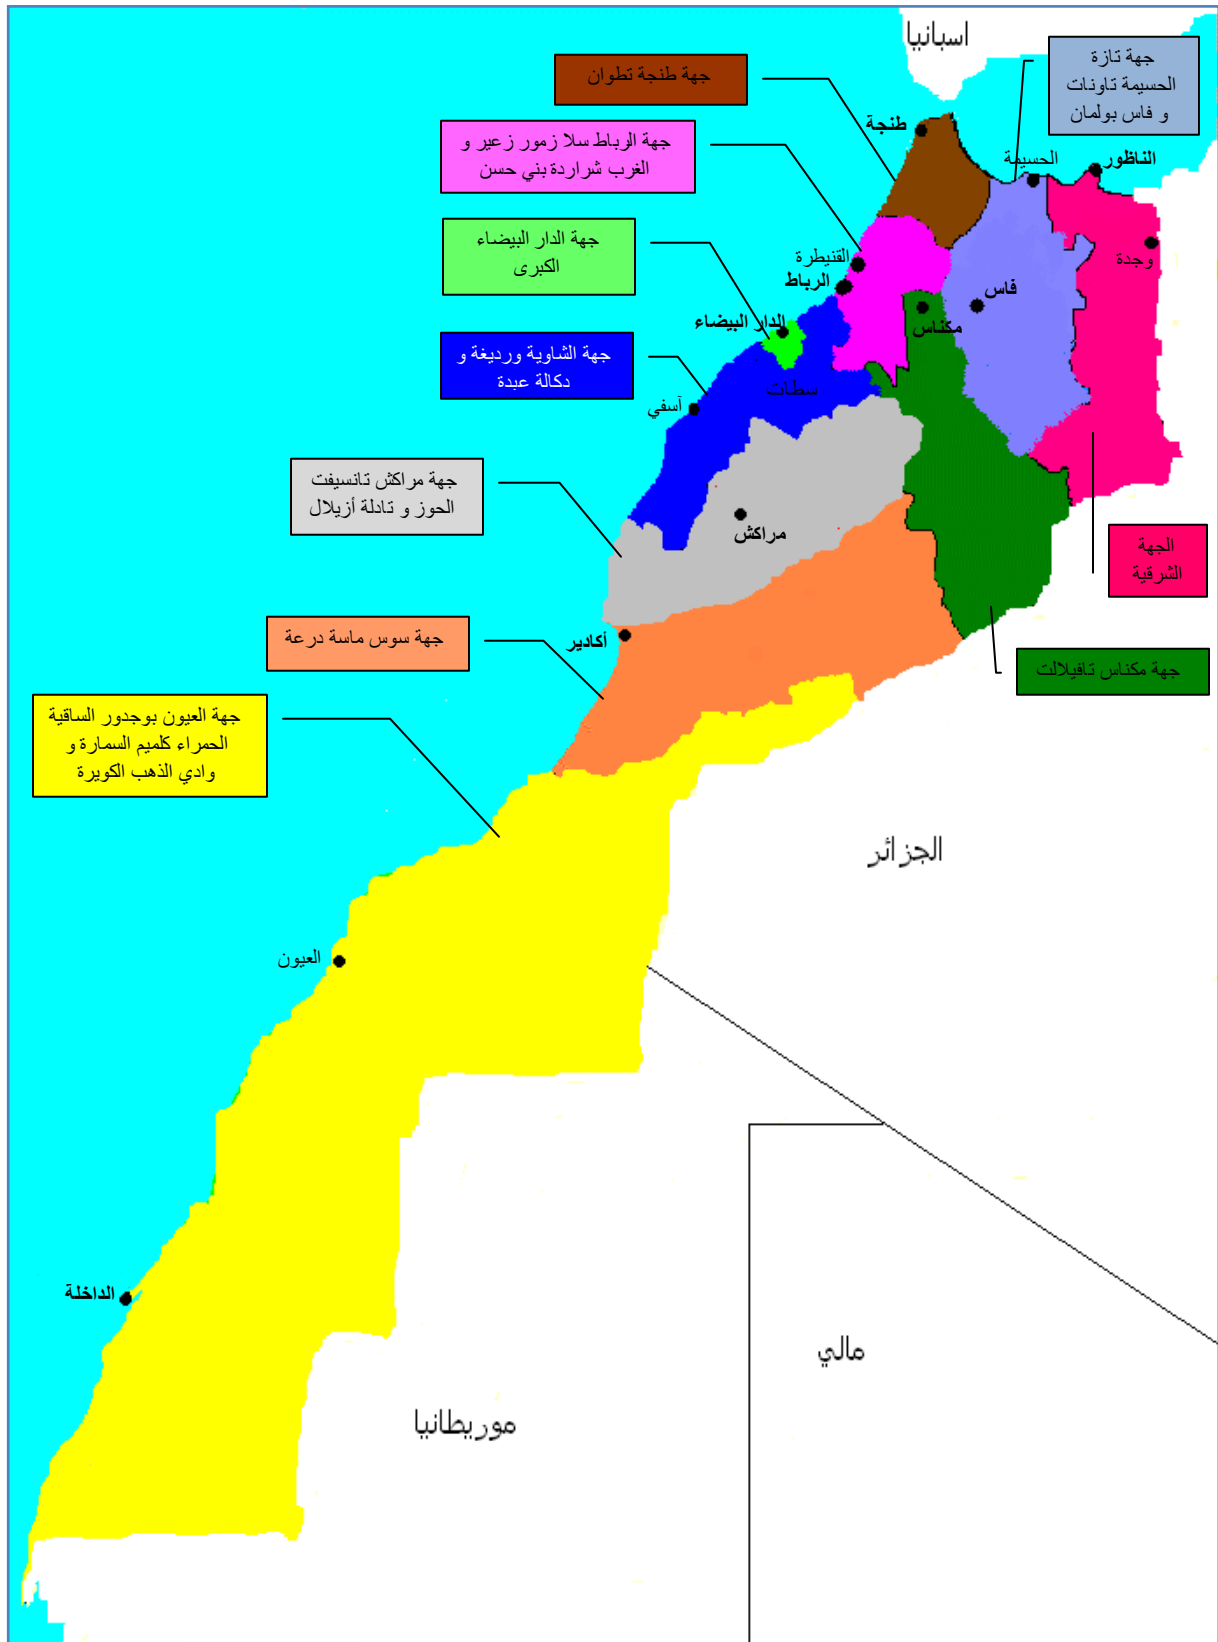 اسبانيا
جهة تازة
الحسيمة تاونات
و فاس بولمان
جهة طنجة تطوان
طنجة
جهة الرباط سلا زمور زعير و
الغرب شراردة بني حسن
الحسيمة
الناظور
جهة الدار البيضاء
الكبرى
القنيطرة
وجدة
الرباط
فاس
مكناس
الدار البيضاء
جهة الشاوية ورديغة و
دكالة عبدة
سطات
آسفي
جهة مراكش تانسيفت
الحوز و تادلة أزيلال
مراكش
الجهة
الشرقية
جهة سوس ماسة درعة
أكادير
جهة مكناس تافيلالت
جهة العيون بوجدور الساقية
الحمراء كلميم السمارة و
وادي الذهب الكويرة
الجزائر
العيون
الداخلة
مالي
موريطانيا